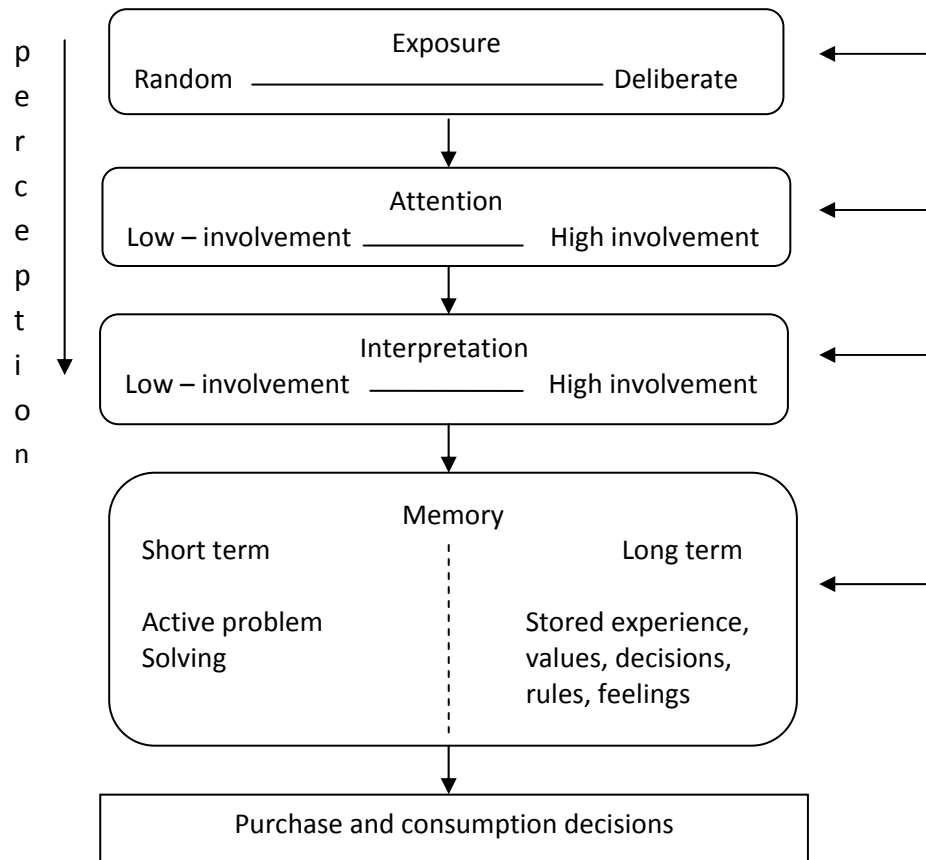 perception
Exposure
Random Deliberate
Attention
Low – involvement High involvement
Interpretation
Low – involvement High involvement
Memory
Short term Long term
Active problem Stored experience,
Solving values, decisions,
rules, feelings
Purchase and consumption decisions